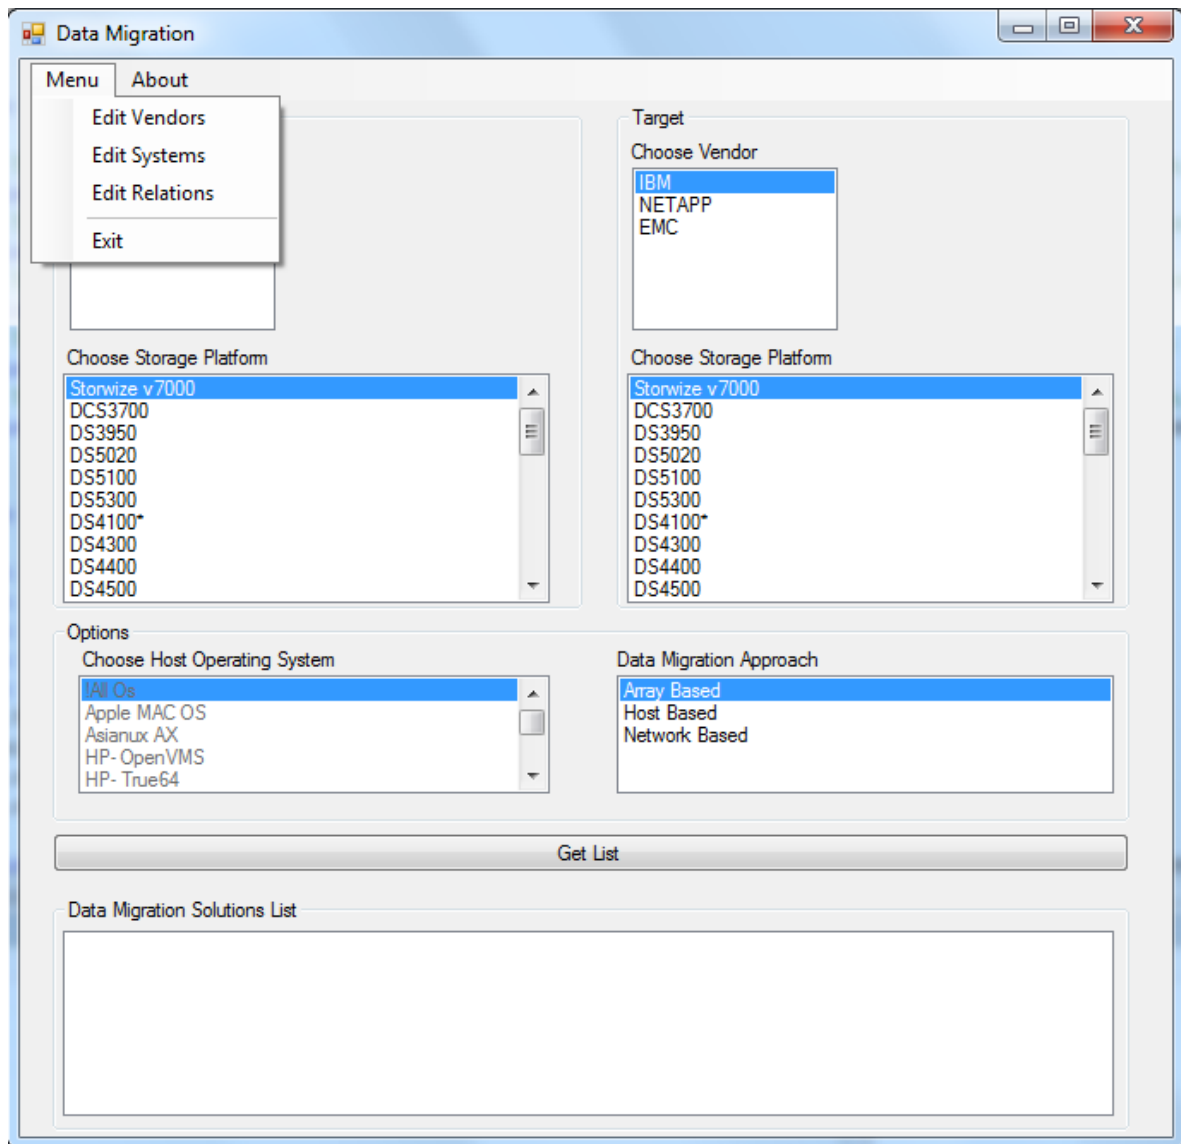 Data Migration
Menu About
Edit Vendors
Edit Systems
Edit Relations
Exit
Target
Choose Vendor
IBM
NETAPP
EMC
Choose Storage Platform
Storwize v7000
DCS3700
DS3950
DS5020
DS5100
DS5300
DS4100*
DS4300
DS4400
DS4500
Choose Storage Platform
Storwize v7000
DCS3700
DS3950
DS5020
DS5100
DS5300
DS4100*
DS4300
DS4400
DS4500
Options
Choose Host Operating System
!All Os
Apple MAC OS
Asianux AX
HP- OpenVMS
HP- True64
Data Migration Approach
Array Based
Host Based
Network Based
Get List
Data Migration Solutions List